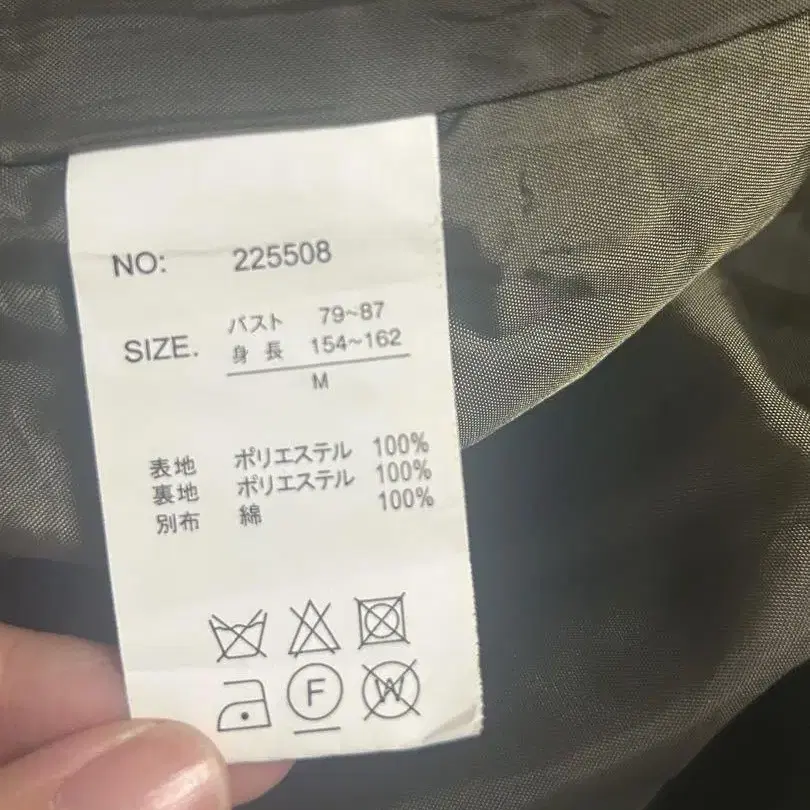 NO: 225508
バスト 79~87
SIZE. 身長 154~162
M
表地 ポリエステル 100%
裏地 ポリエステル 100%
別布 綿 100%
F W